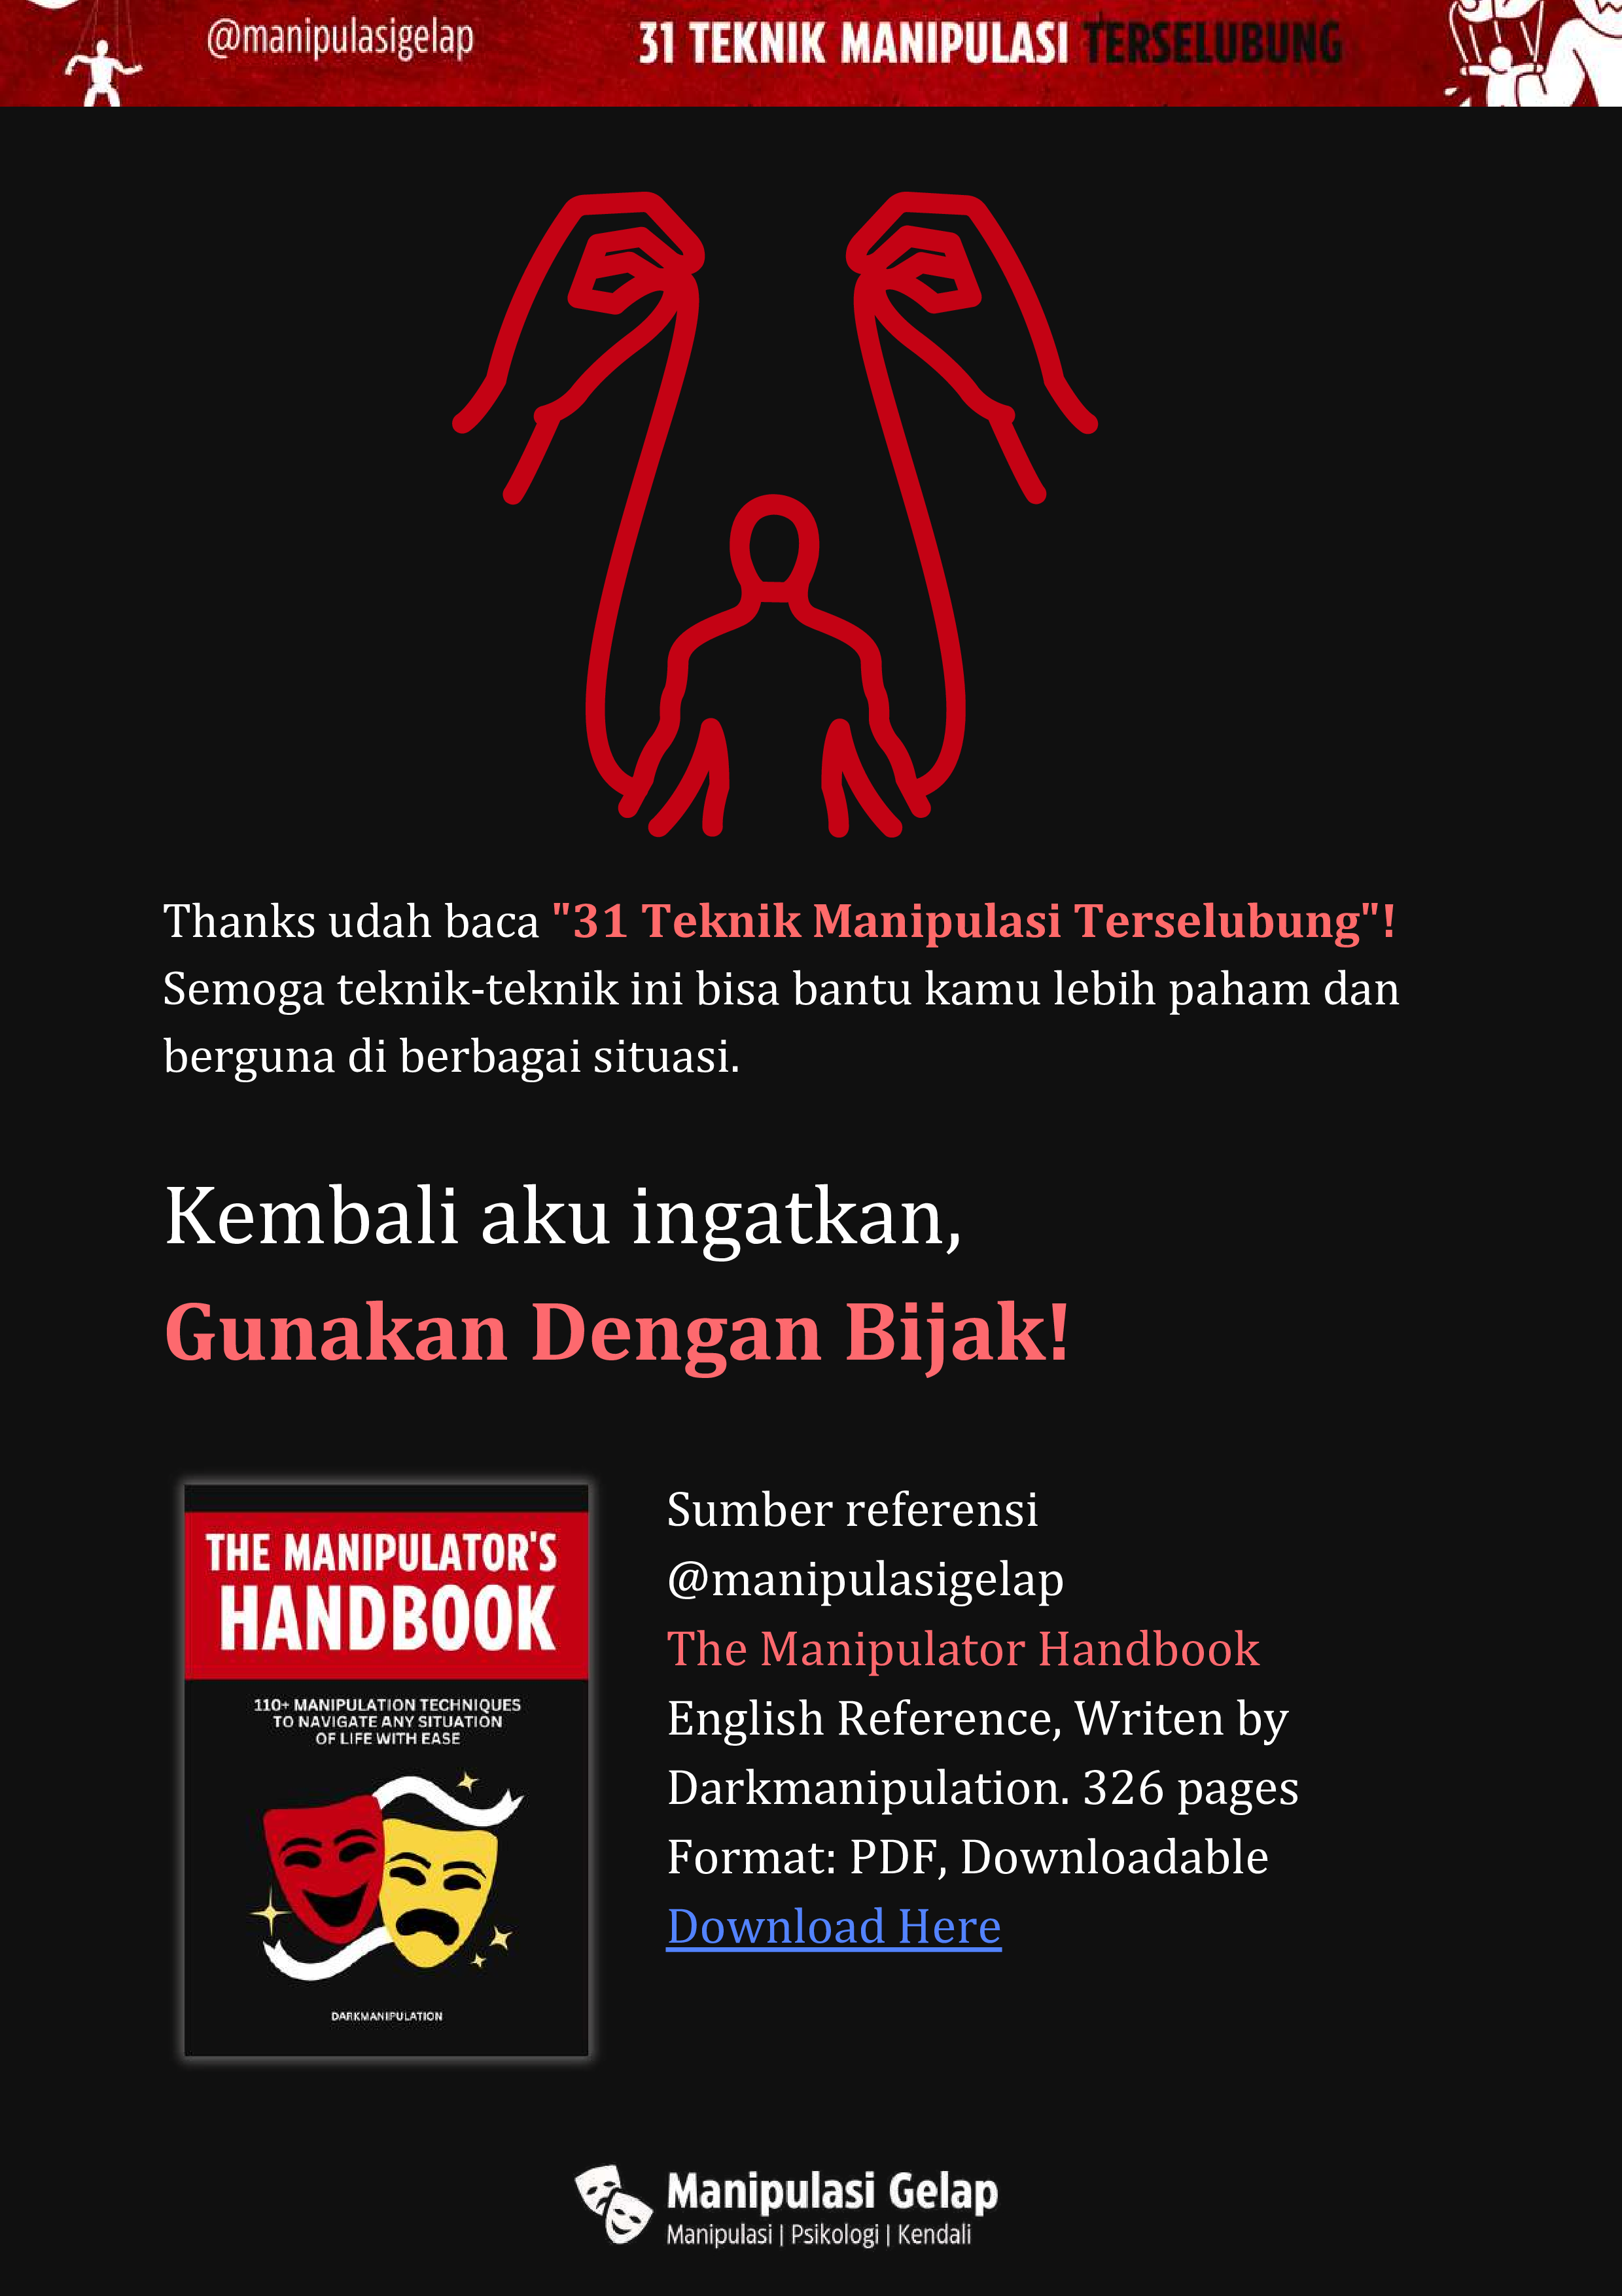 @manipulasigelap
31 TEKNIK MANIPULASI TERSELUBUNG
Thanks udah baca "31 Teknik Manipulasi Terselubung"!
Semoga teknik-teknik ini bisa bantu kamu lebih paham dan
berguna di berbagai situasi.
Kembali aku ingatkan,
Gunakan Dengan Bijak!
THE MANIPULATOR'S
HANDBOOK
110+ MANIPULATION TECHNIQUES
TO NAVIGATE ANY SITUATION
OF LIFE WITH EASE
DARKMANIPULATION
Sumber referensi
@manipulasigelap
The Manipulator Handbook
English Reference, Writen by
Darkmanipulation. 326 pages
Format: PDF, Downloadable
Download Here
Manipulasi Gelap
Manipulasi | Psikologi | Kendali